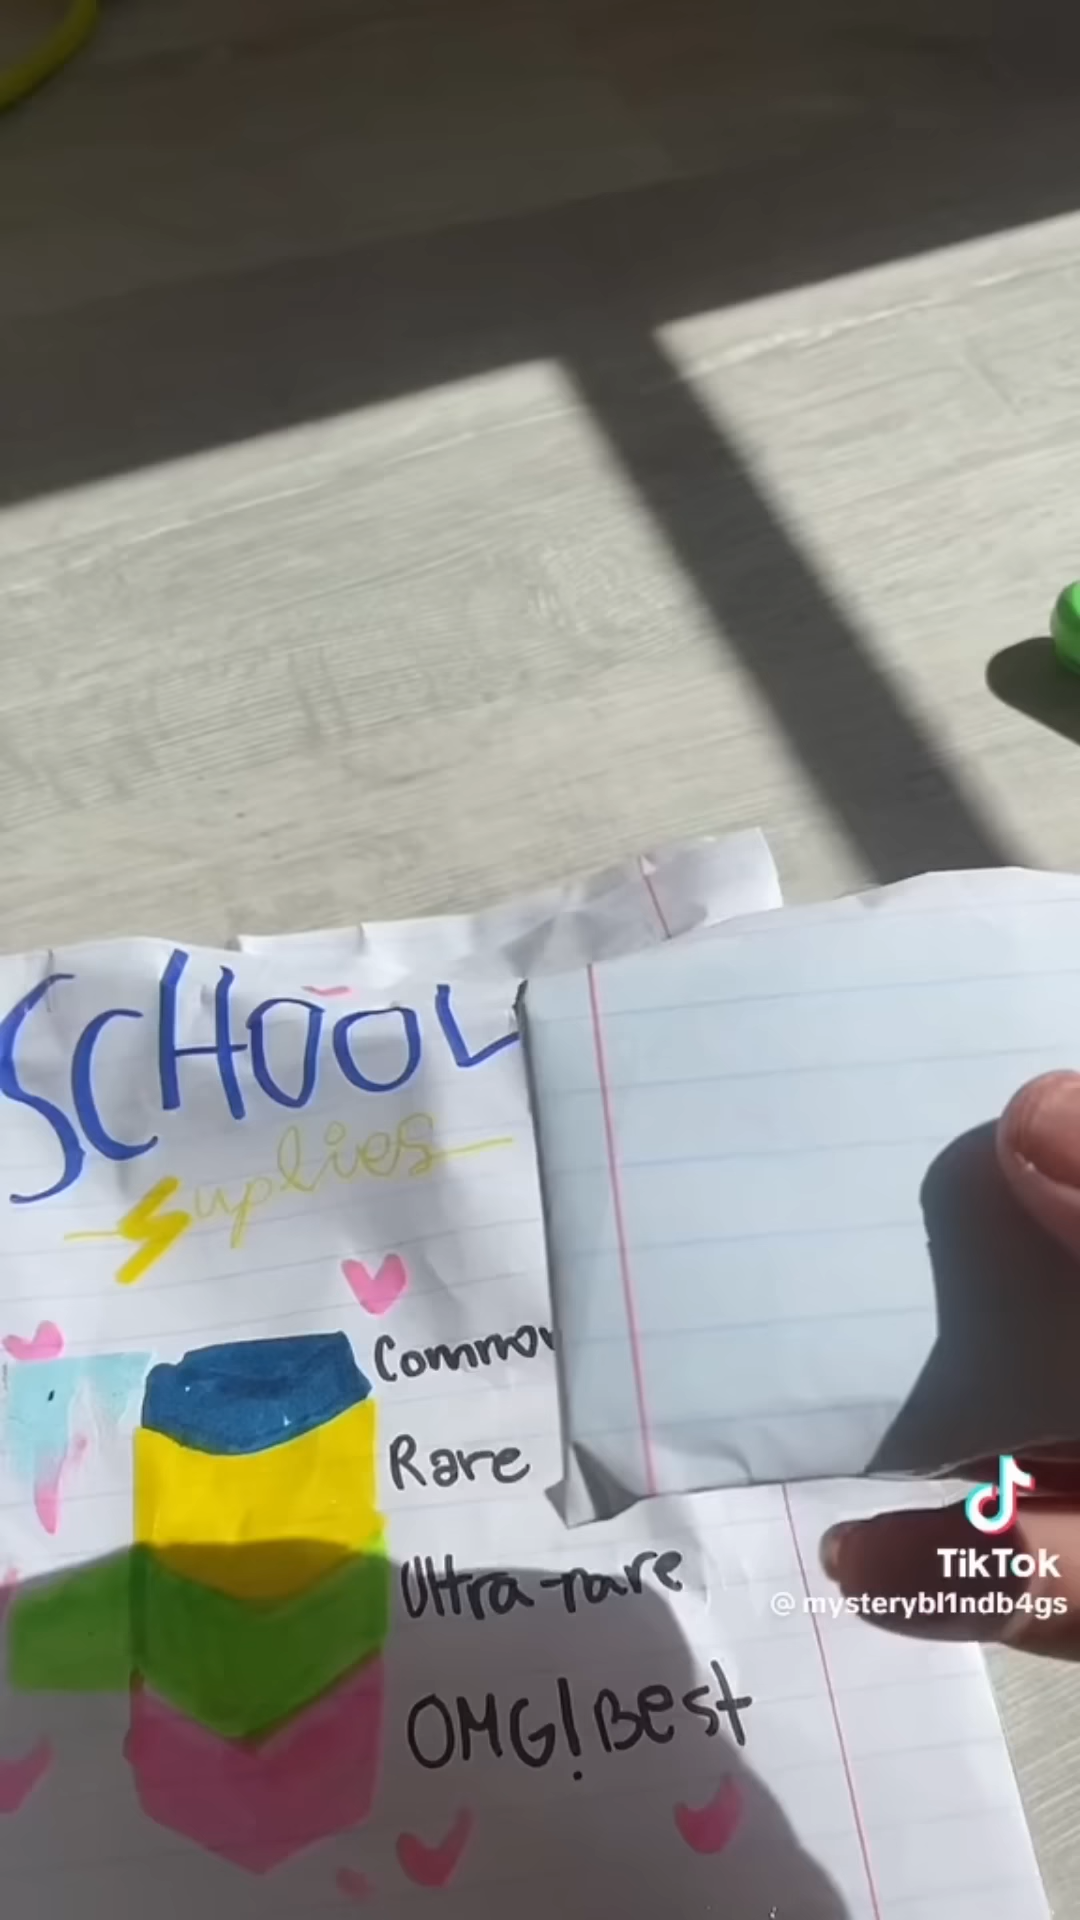 SCHOOL
Suplies
Common
Rare
Ultra-rare
OMG! Best
TikTok
@mysterybl1ndb4gs